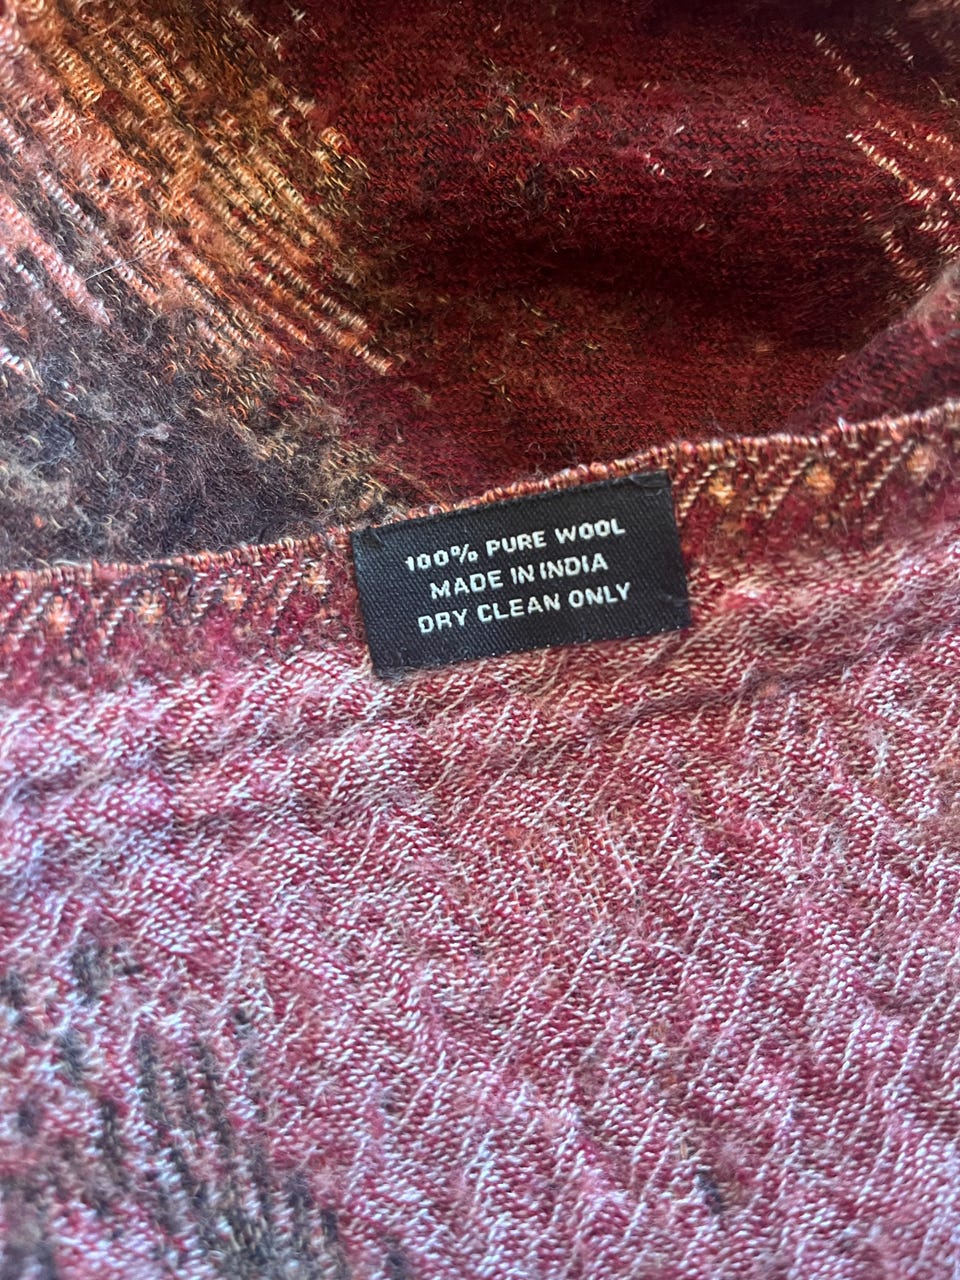 100% PURE WOOL
MADE IN INDIA
DRY CLEAN ONLY